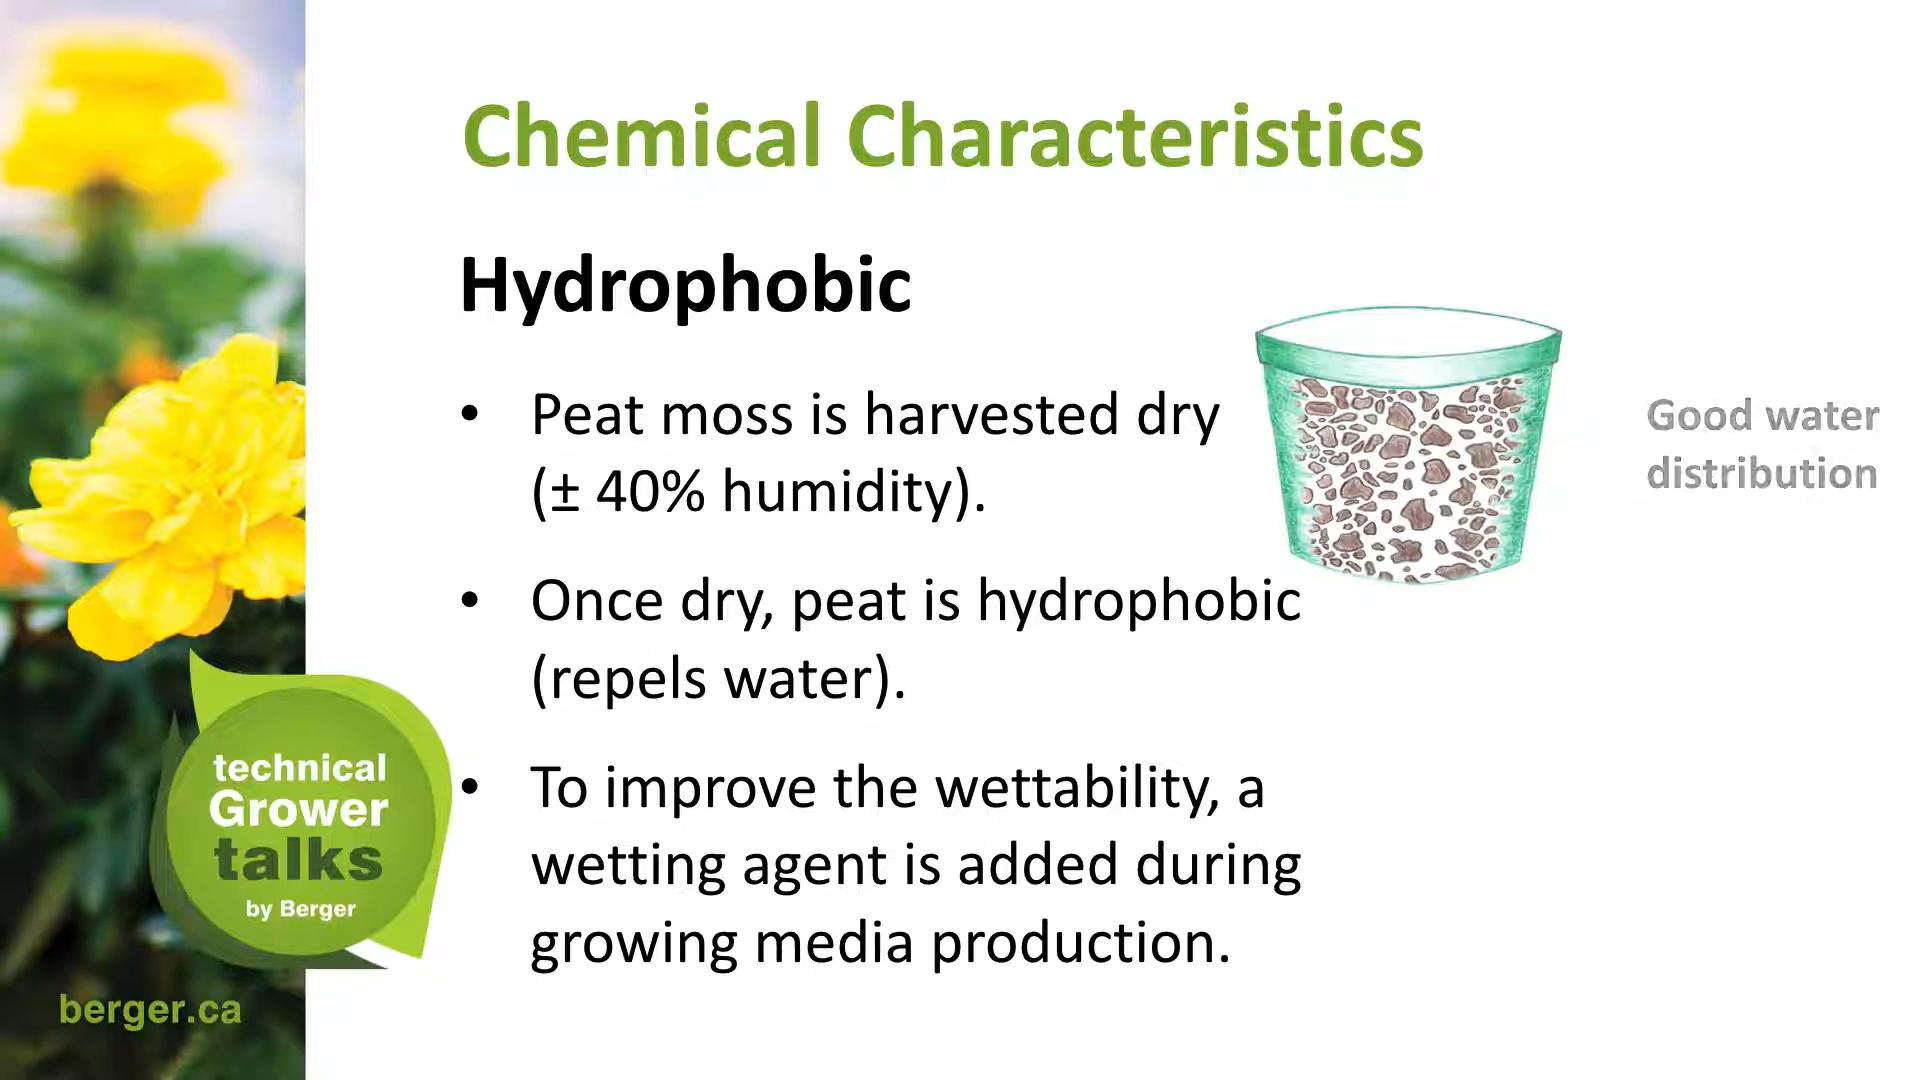 Chemical Characteristics
Hydrophobic
• Peat moss is harvested dry
(± 40% humidity).
• Once dry, peat is hydrophobic
(repels water).
• To improve the wettability, a
wetting agent is added during
growing media production.
Good water
distribution
technical
Grower
talks
by Berger
berger.ca